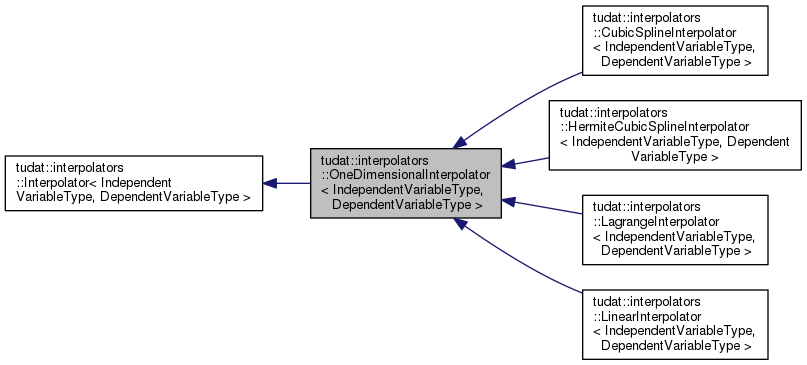 tudat::interpolators
::Interpolator< Independent
VariableType, DependentVariableType >
tudat::interpolators
::OneDimensionalInterpolator
< IndependentVariableType,
DependentVariableType >
tudat::interpolators
::CubicSplineInterpolator
< IndependentVariableType,
DependentVariableType >
tudat::interpolators
::HermiteCubicSplineInterpolator
< IndependentVariableType, Dependent
VariableType >
tudat::interpolators
::LagrangeInterpolator
< IndependentVariableType,
DependentVariableType >
tudat::interpolators
::LinearInterpolator
< IndependentVariableType,
DependentVariableType >